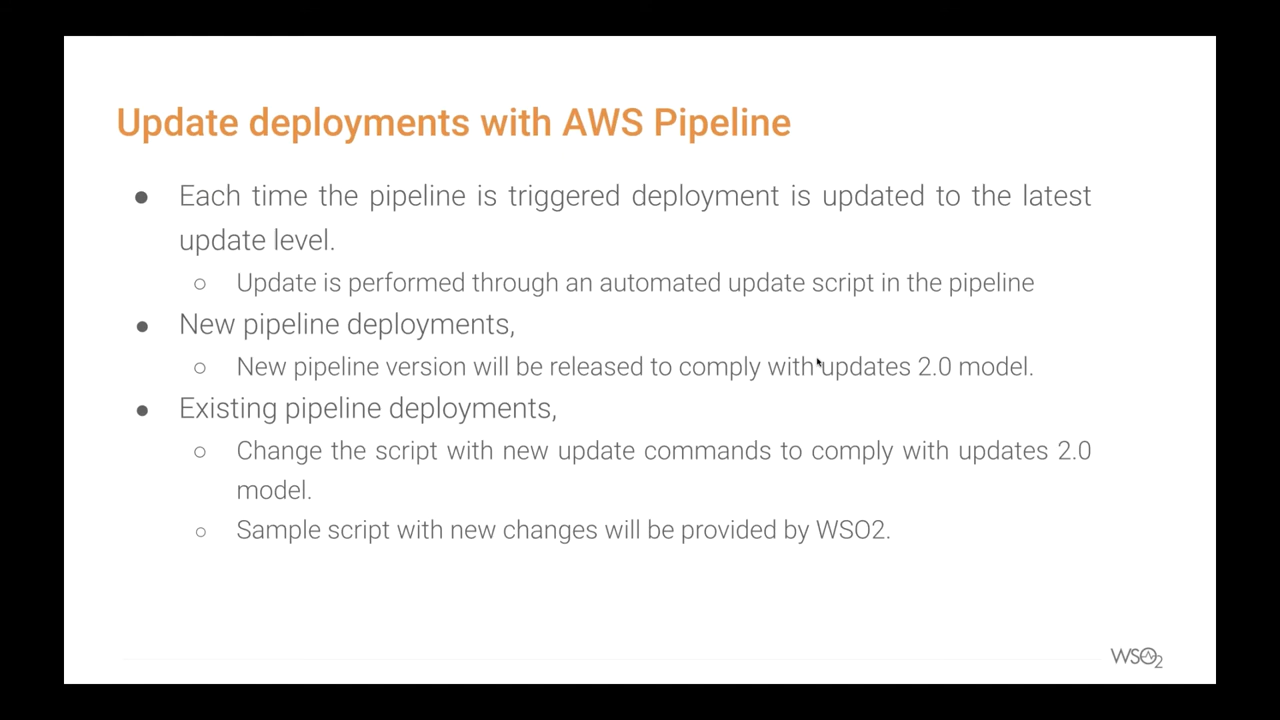 Update deployments with AWS Pipeline
● Each time the pipeline is triggered deployment is updated to the latest
update level.
○ Update is performed through an automated update script in the pipeline
● New pipeline deployments,
○ New pipeline version will be released to comply with updates 2.0 model.
● Existing pipeline deployments,
○ Change the script with new update commands to comply with updates 2.0
model.
○ Sample script with new changes will be provided by WSO2.
WSO2